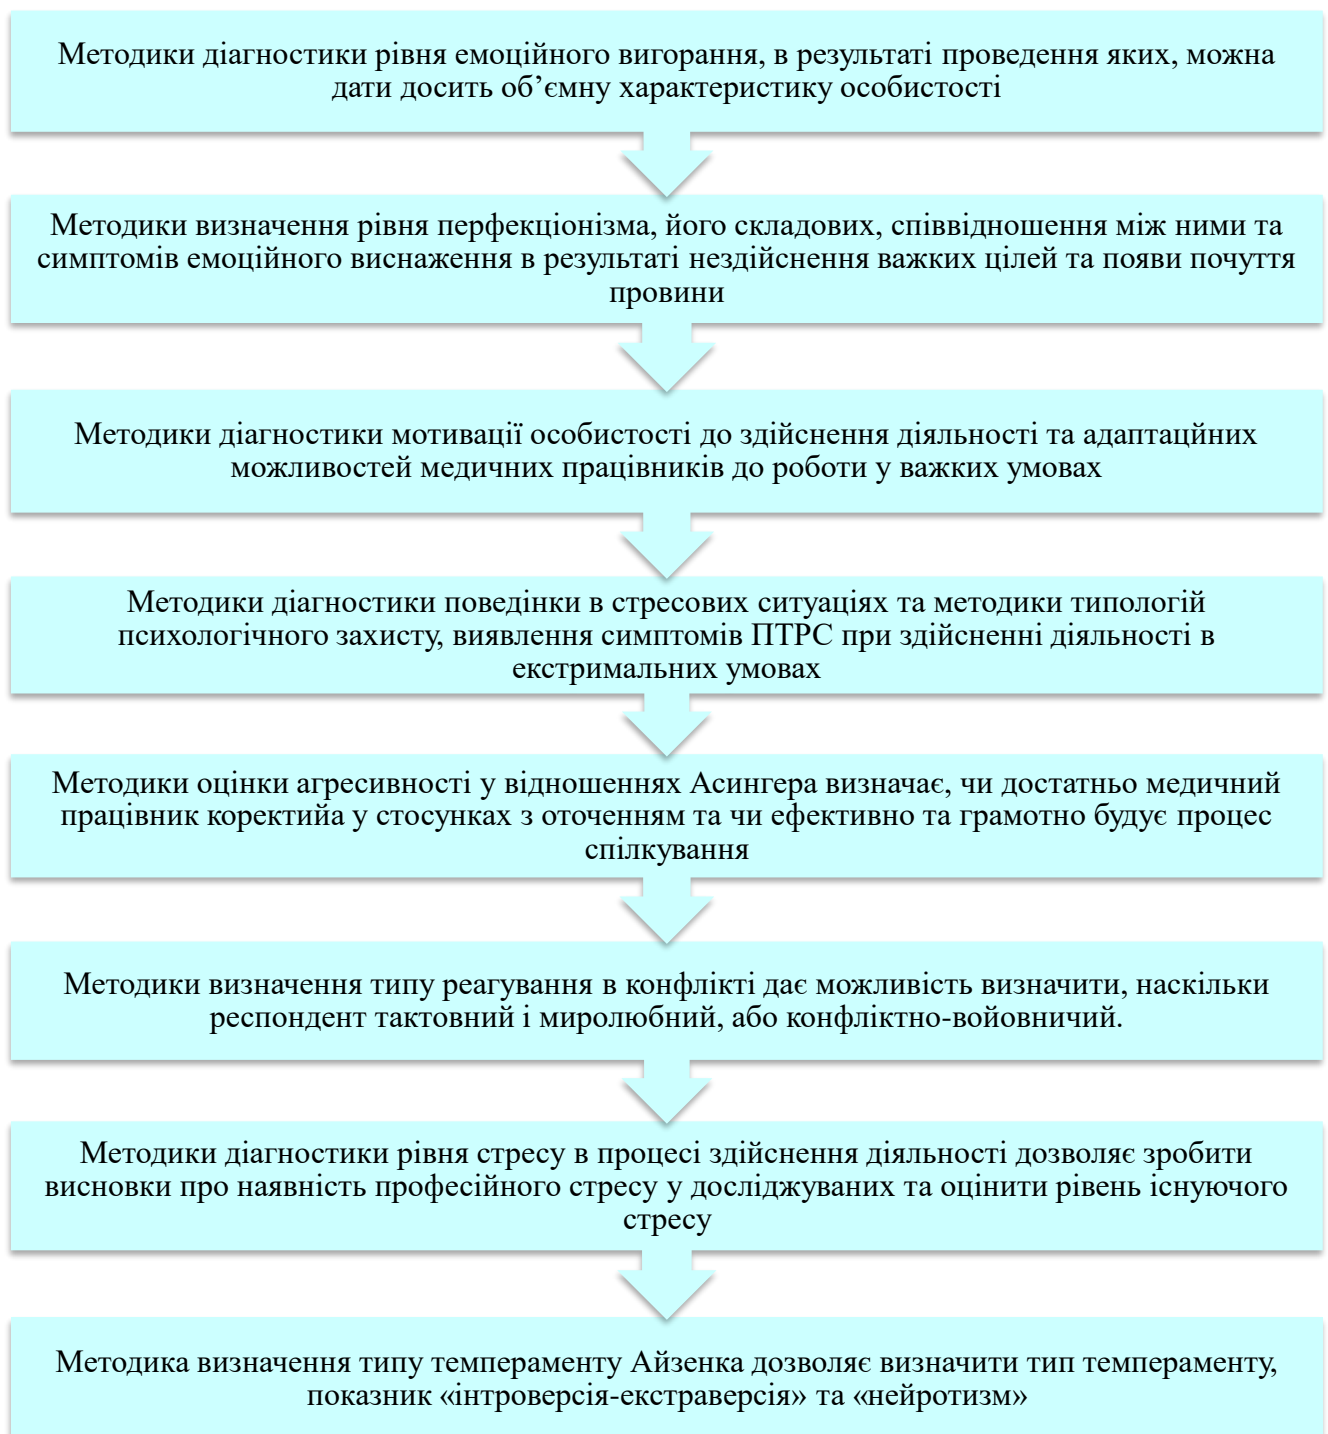 Методики діагностики рівня емоційного вигорання, в результаті проведення яких, можна
дати досить об’ємну характеристику особистості
Методики визначення рівня перфекціонізма, його складових, співвідношення між ними та
симптомів емоційного виснаження в результаті нездійснення важких цілей та появи почуття
провини
Методики діагностики мотивації особистості до здійснення діяльності та адаптаційних
можливостей медичних працівників до роботи у важких умовах
Методики діагностики поведінки в стресових ситуаціях та методики типологій
психологічного захисту, виявлення симптомів ПТРС при здійсненні діяльності в
екстримальних умовах
Методики оцінки агресивності у відношеннях Асингера визначає, чи достатньо медичний
працівник коректийа у стосунках з оточенням та чи ефективно та грамотно будує процес
спілкування
Методики визначення типу реагування в конфлікті дає можливість визначити, наскільки
респондент тактовний і миролюбний, або конфліктно-войовничий.
Методики діагностики рівня стресу в процесі здійснення діяльності дозволяє зробити
висновки про наявність професійного стресу у досліджуваних та оцінити рівень існуючого
стресу
Методика визначення типу темпераменту Айзенка дозволяє визначити тип темпераменту,
показник «інтроверсія-екстраверсія» та «нейротизм»